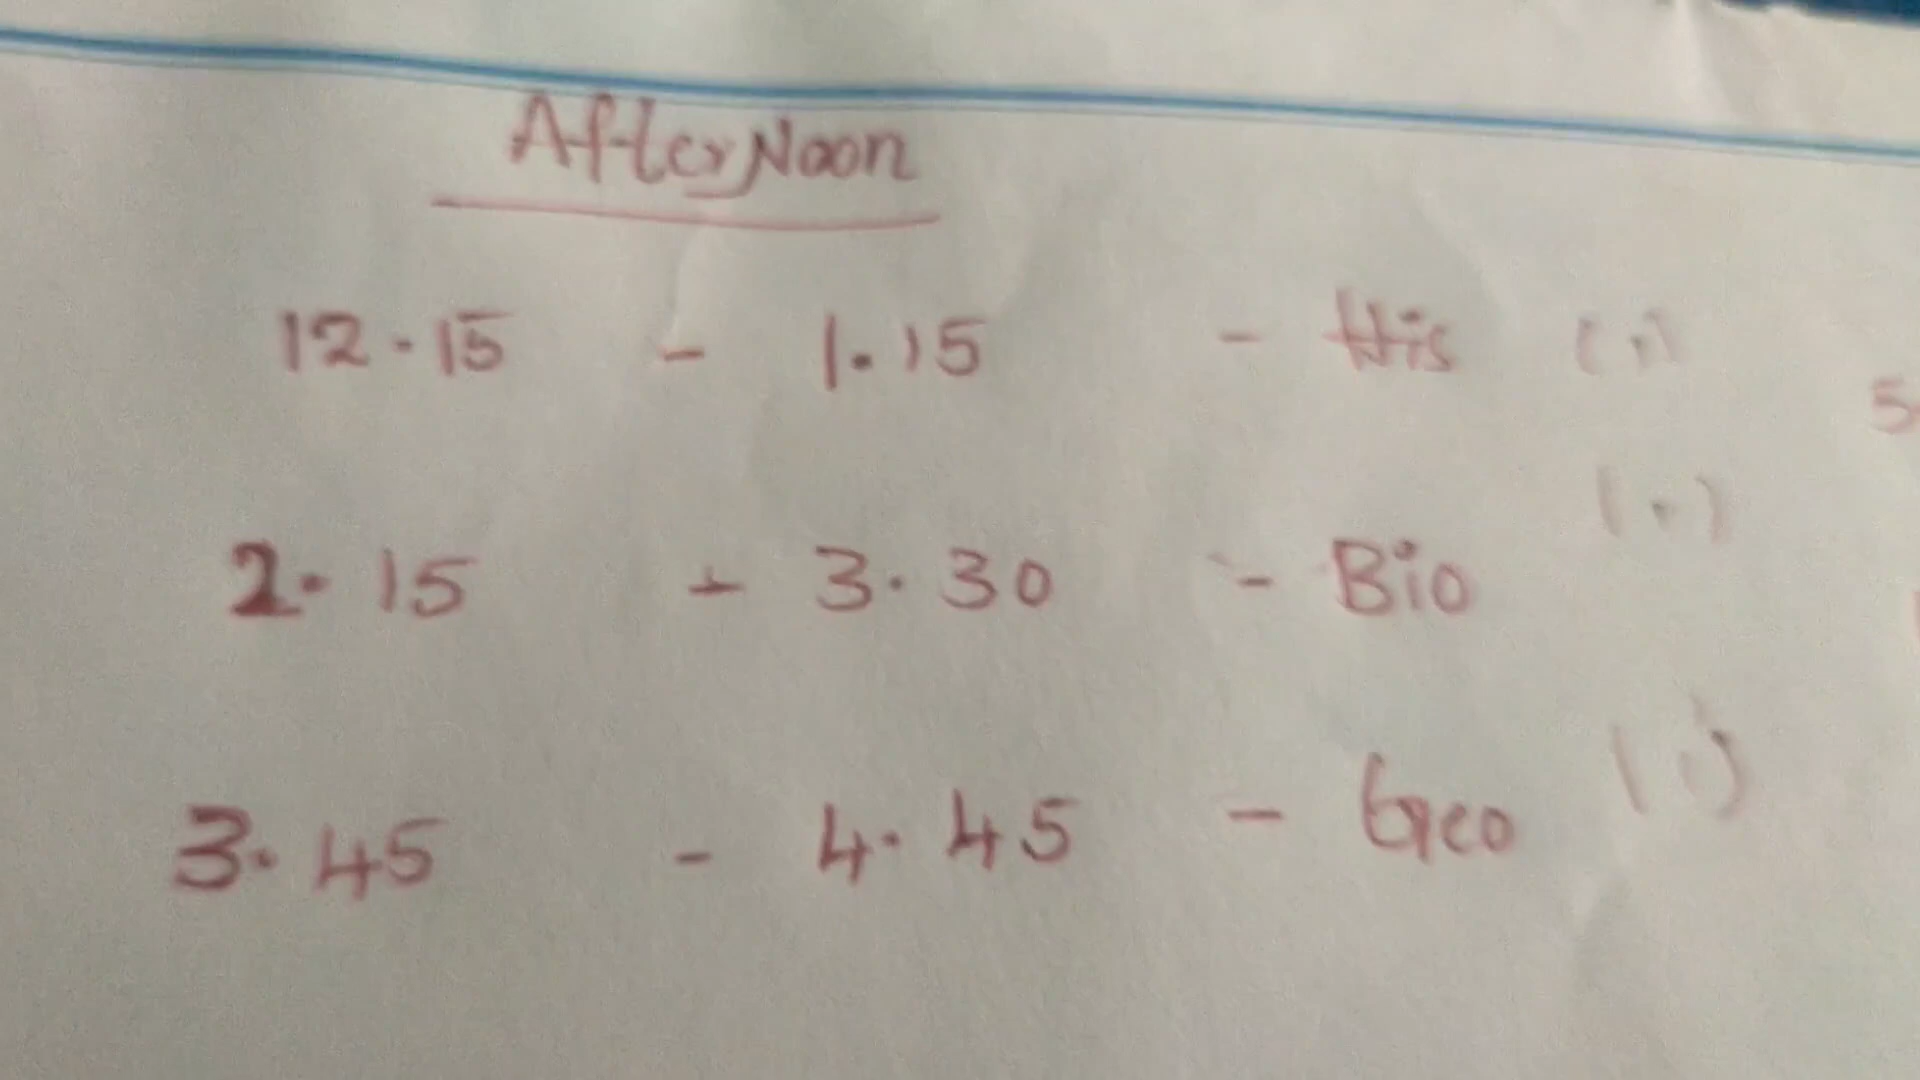 AfterNoon
12.15 - 1.15 - His
2.15 - 3.30 - Bio
3.45 - 4.45 - Geo